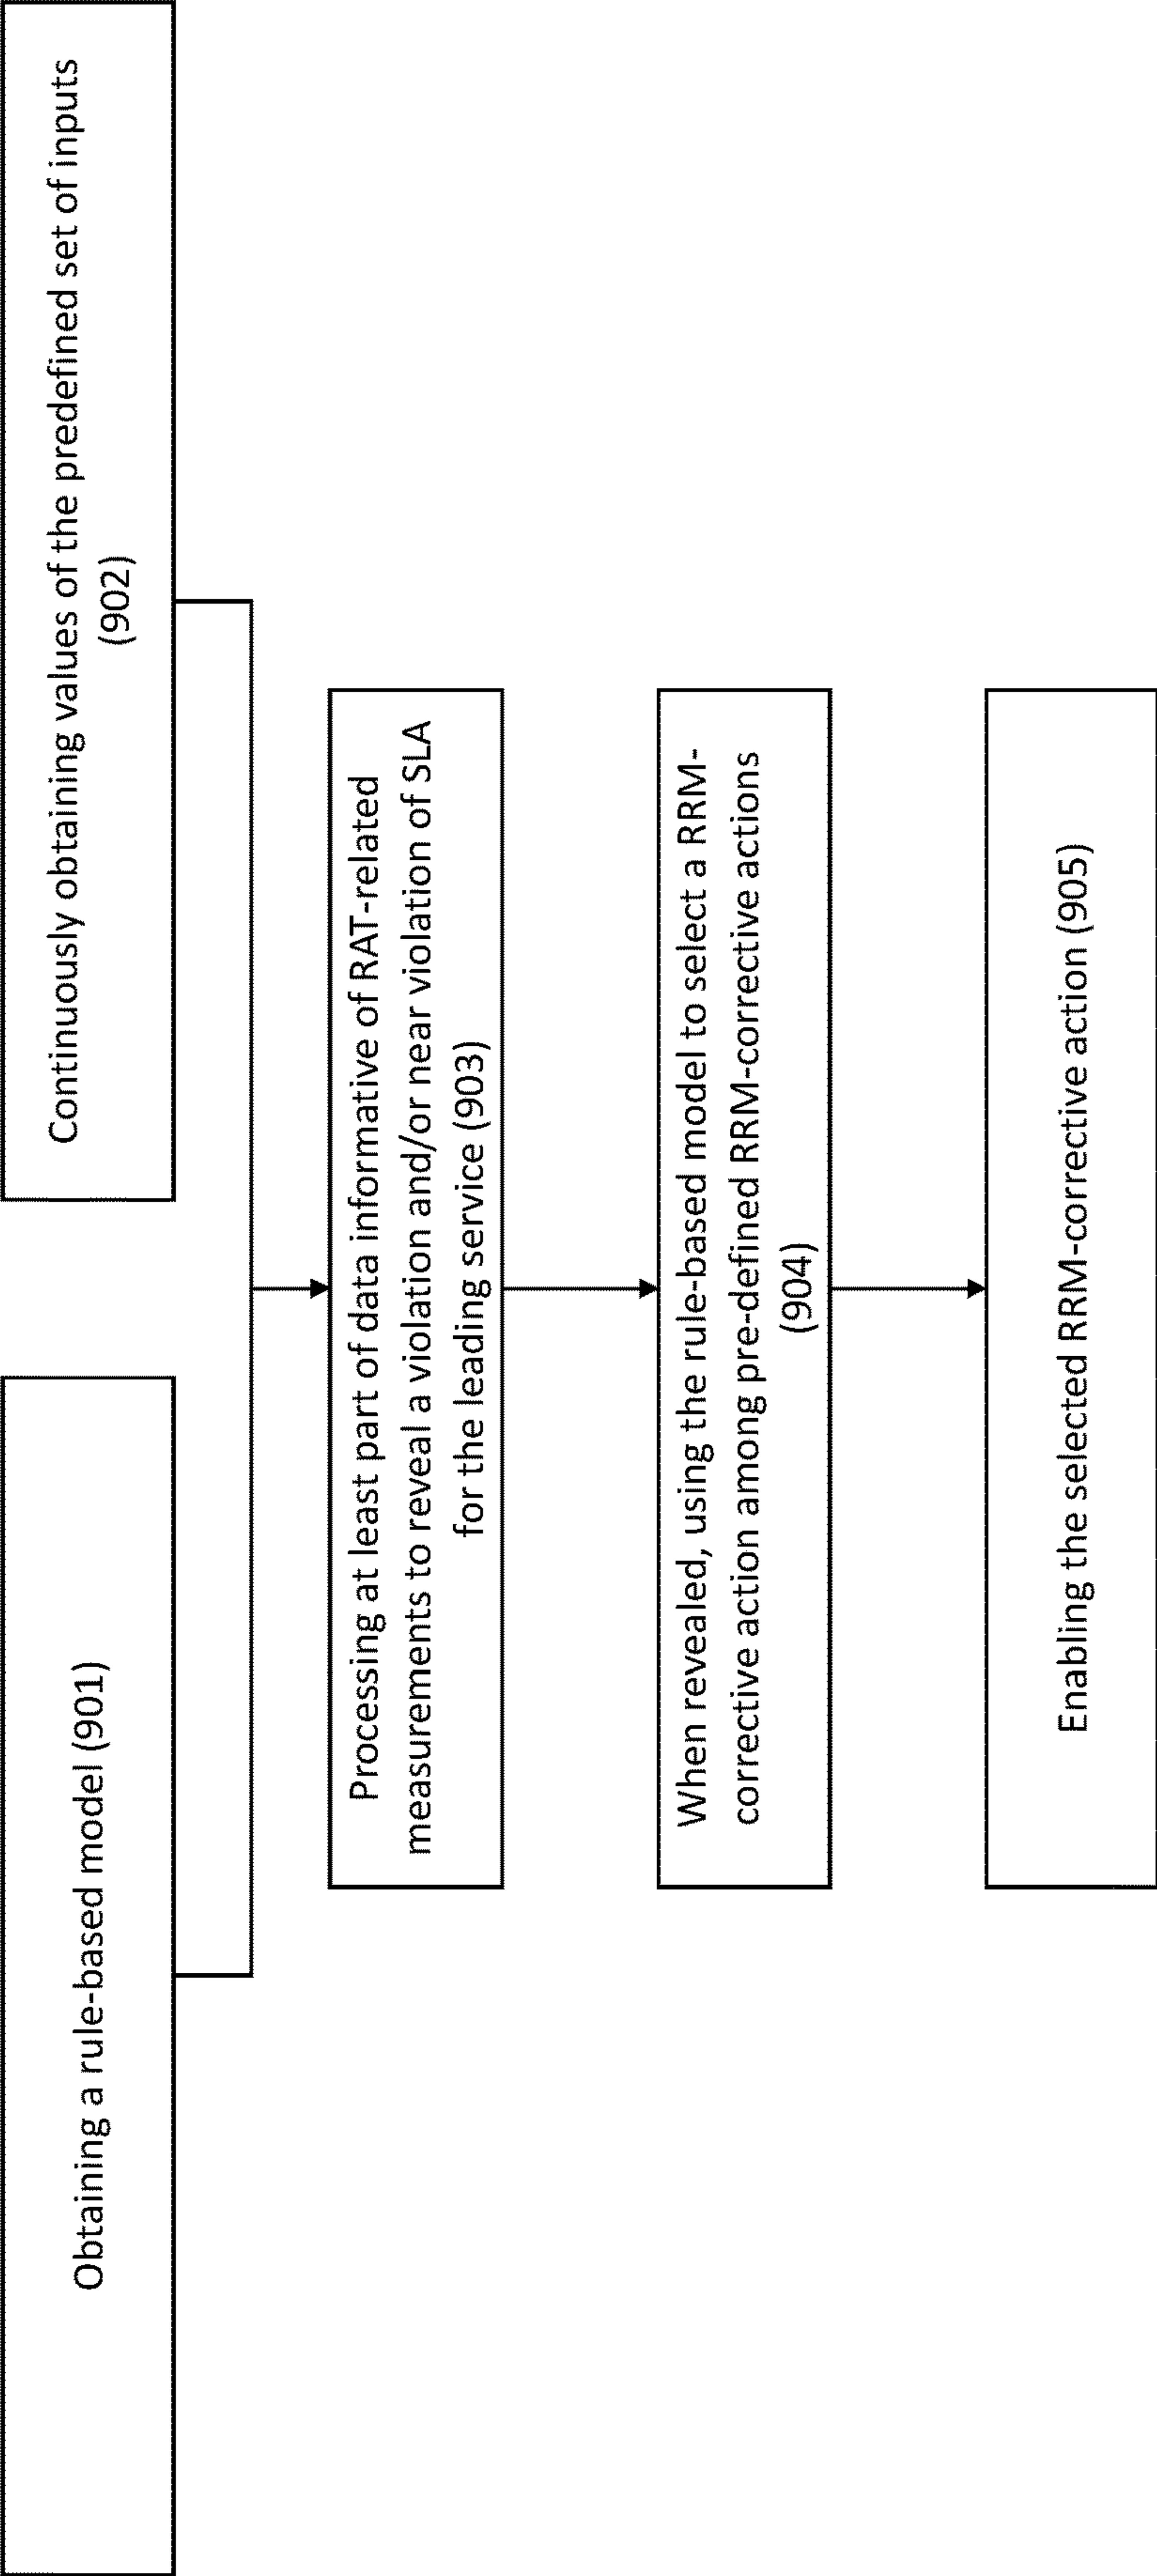 Obtaining a rule-based model (901)
Continuously obtaining values of the predefined set of inputs
(902)
Processing at least part of data informative of RAT-related
measurements to reveal a violation and/or near violation of SLA
for the leading service (903)
When revealed, using the rule-based model to select a RRM-
corrective action among pre-defined RRM-corrective actions
(904)
Enabling the selected RRM-corrective action (905)